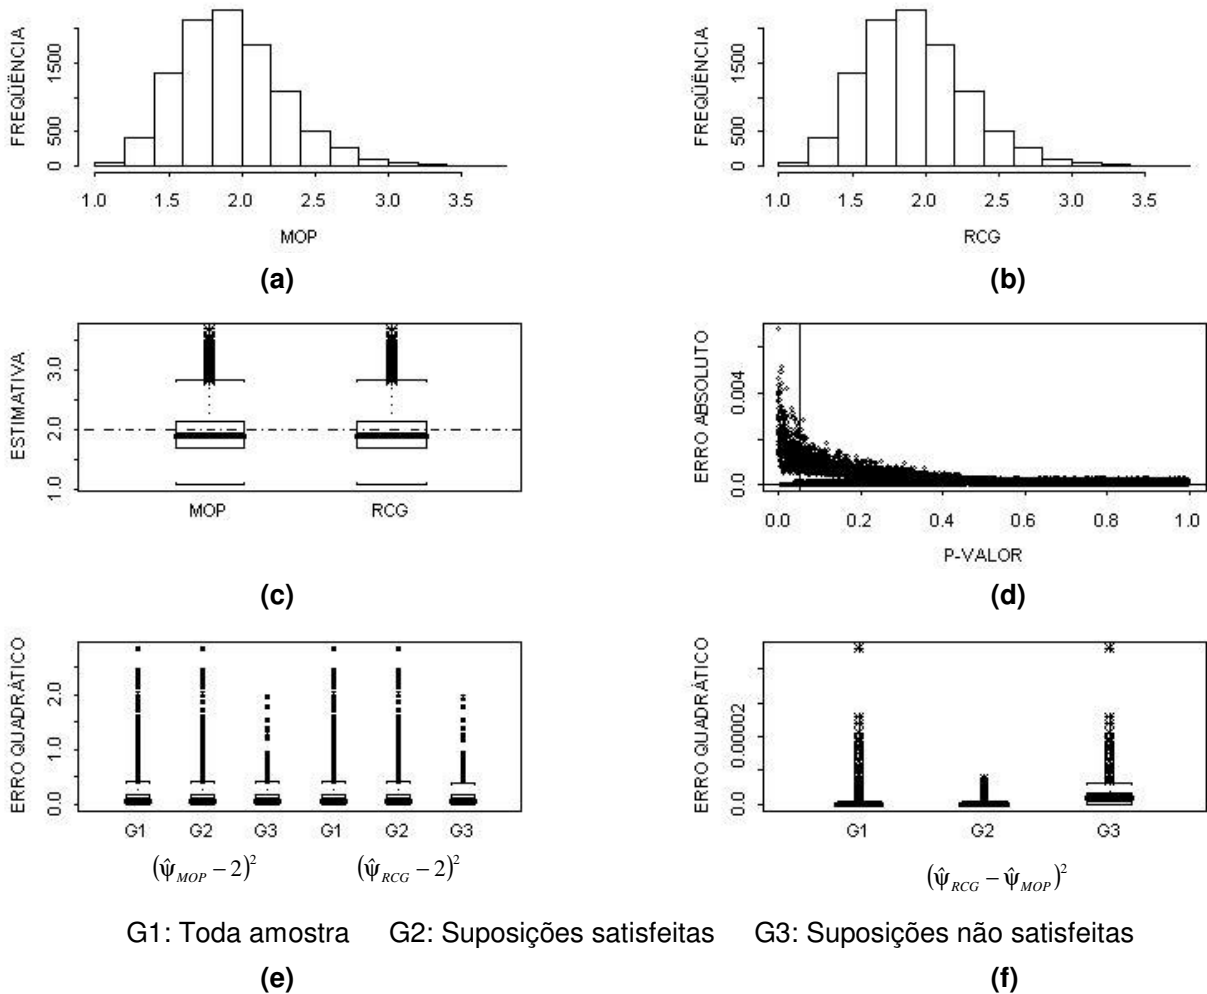 FREQÜÊNCIA
0 500 1500
1.0 1.5 2.0 2.5 3.0 3.5
MOP
(a)
FREQÜÊNCIA
0 500 1500
1.0 1.5 2.0 2.5 3.0 3.5
RCG
(b)
ESTIMATIVA
1.0 2.0 3.0
MOP RCG
(c)
ERRO ABSOLUTO
0.0 0.004
0.0 0.2 0.4 0.6 0.8 1.0
P-VALOR
(d)
ERRO QUADRÁTICO
0.0 1.0 2.0
G1 G2 G3 G1 G2 G3
(ψ̂_MOP − 2)² (ψ̂_RCG − 2)²
ERRO QUADRÁTICO
0.0 0.00002
G1 G2 G3
(ψ̂_RCG − ψ̂_MOP)²
G1: Toda amostra G2: Suposições satisfeitas G3: Suposições não satisfeitas
(e) (f)